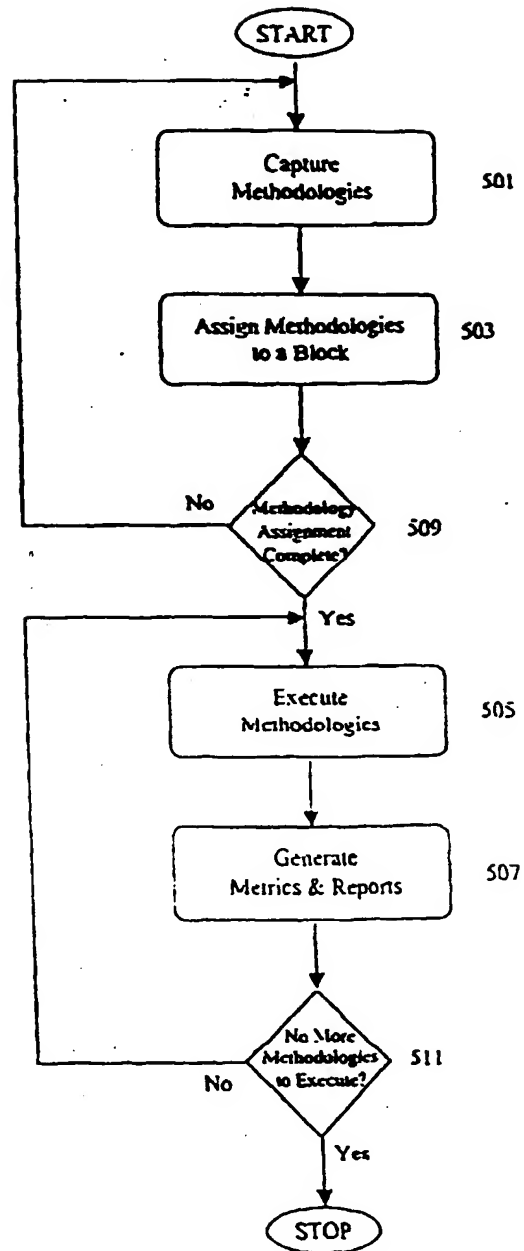 START
Capture
Methodologies
501
Assign Methodologies
to a Block
503
No
Methodology
Assignment
Complete?
509
Yes
Execute
Methodologies
505
Generate
Metrics & Reports
507
No More
Methodologies
to Execute?
511
No
Yes
STOP